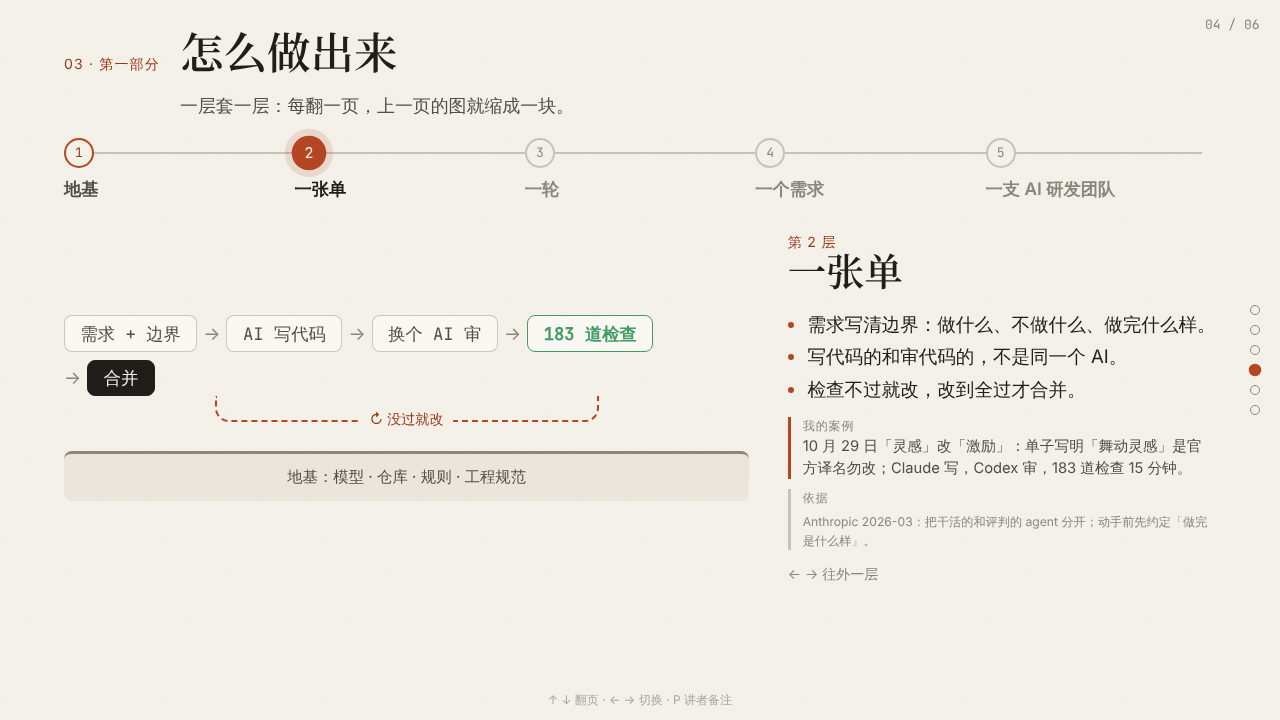 04 / 06
03 · 第一部分
怎么做出来
一层套一层：每翻一页，上一页的图就缩成一块。
1
2
3
4
5
地基
一张单
一轮
一个需求
一支 AI 研发团队
需求 + 边界
→
AI 写代码
→
换个 AI 审
→
183 道检查
→
合并
↻ 没过就改
地基：模型 · 仓库 · 规则 · 工程规范
第 2 层
一张单
需求写清边界：做什么、不做什么、做完什么样。
写代码的和审代码的，不是同一个 AI。
检查不过就改，改到全过才合并。
我的案例
10 月 29 日「灵感」改「激励」：单子写明「舞动灵感」是官
方译名勿改；Claude 写，Codex 审，183 道检查 15 分钟。
依据
Anthropic 2026-03：把干活的和评判的 agent 分开；动手前先约定「做完
是什么样」。
← → 往外一层
↑ ↓ 翻页 · ← → 切换 · P 讲者备注